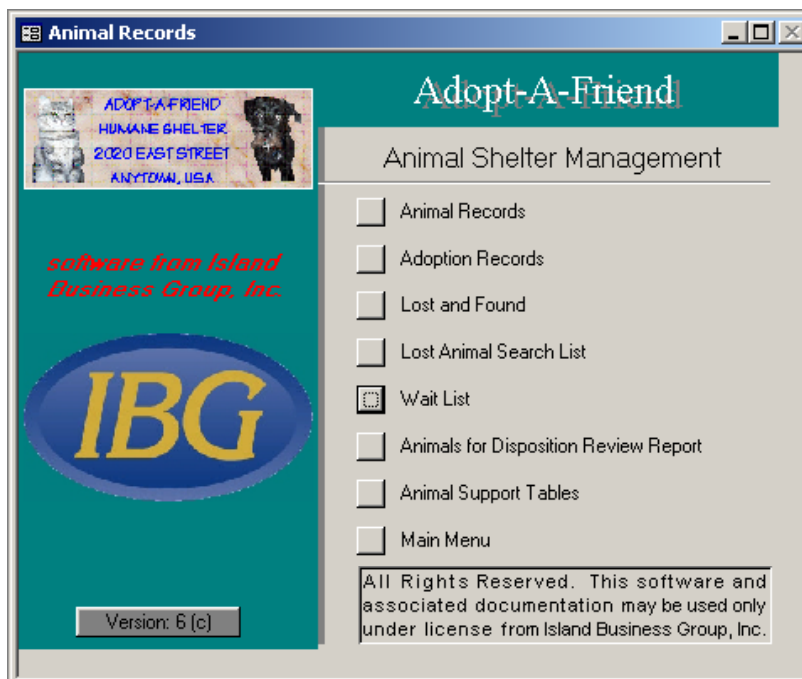 Animal Records
ADOPT-A-FRIEND
HUMANE SHELTER
2020 EAST STREET
ANYTOWN, USA
software from Island
Business Group, Inc.
IBG
Version: 6 (c)
Adopt-A-Friend
Animal Shelter Management
Animal Records
Adoption Records
Lost and Found
Lost Animal Search List
Wait List
Animals for Disposition Review Report
Animal Support Tables
Main Menu
All Rights Reserved. This software and
associated documentation may be used only
under license from Island Business Group, Inc.